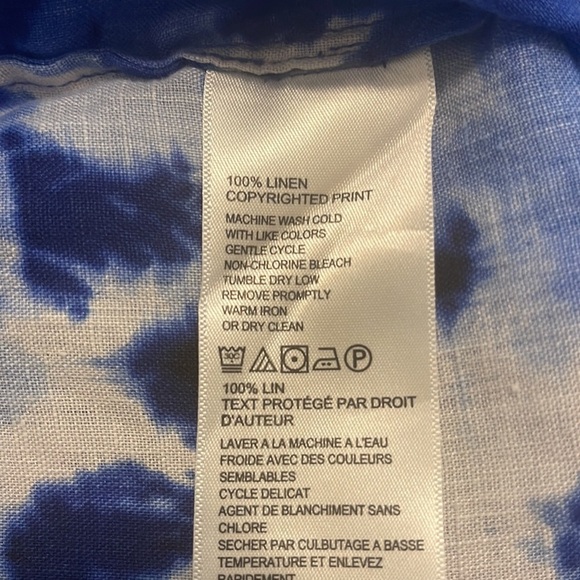 100% LINEN
COPYRIGHTED PRINT
MACHINE WASH COLD
WITH LIKE COLORS
GENTLE CYCLE
NON-CHLORINE BLEACH
TUMBLE DRY LOW
REMOVE PROMPTLY
WARM IRON
OR DRY CLEAN
30C P
100% LIN
TEXT PROTÉGÉ PAR DROIT
D'AUTEUR
LAVER A LA MACHINE A L'EAU
FROIDE AVEC DES COULEURS
SEMBLABLES
CYCLE DELICAT
AGENT DE BLANCHIMENT SANS
CHLORE
SECHER PAR CULBUTAGE A BASSE
TEMPERATURE ET ENLEVEZ
RAPIDEMENT